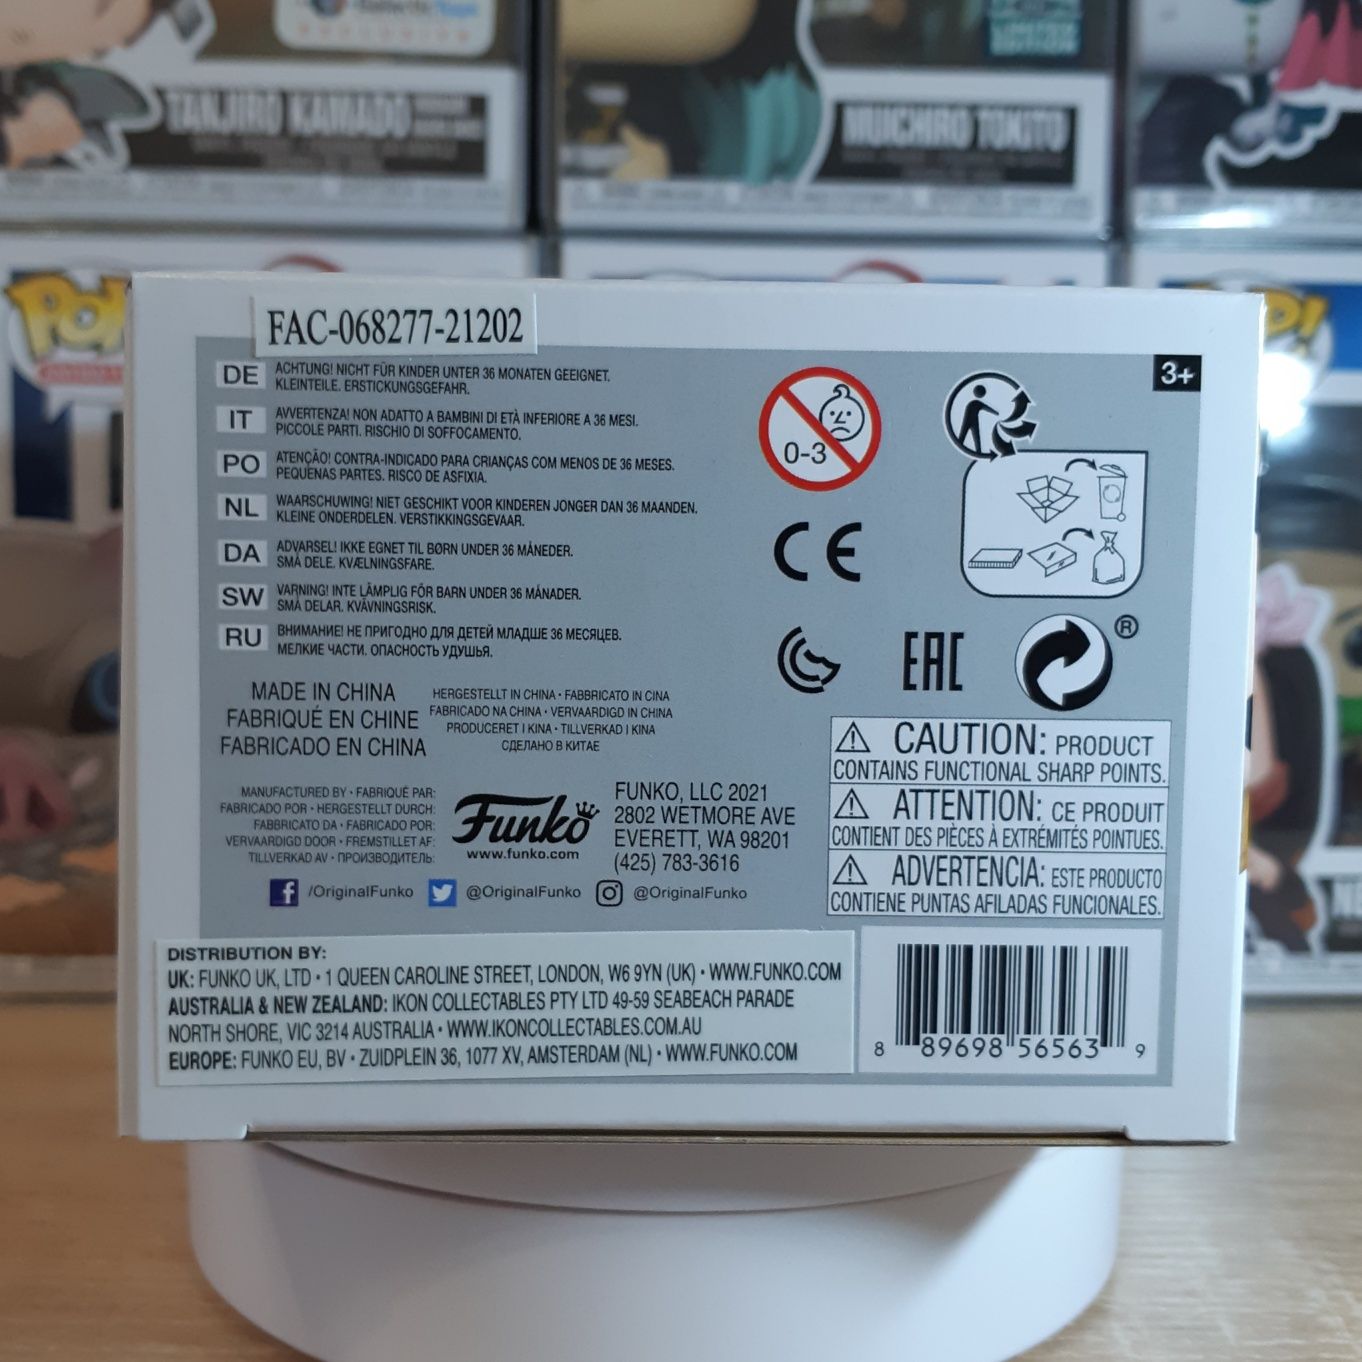 TANJIRO KAMADO
MUICHIRO TOKITO
POP
FAC-068277-21202
3+
DE ACHTUNG! NICHT FÜR KINDER UNTER 36 MONATEN GEEIGNET.
KLEINTEILE. ERSTICKUNGSGEFAHR.
IT AVVERTENZA! NON ADATTO A BAMBINI DI ETÀ INFERIORE A 36 MESI.
PICCOLE PARTI. RISCHIO DI SOFFOCAMENTO.
PO ATENÇÃO! CONTRA-INDICADO PARA CRIANÇAS COM MENOS DE 36 MESES.
PEQUENAS PARTES. RISCO DE ASFIXIA.
NL WAARSCHUWING! NIET GESCHIKT VOOR KINDEREN JONGER DAN 36 MAANDEN.
KLEINE ONDERDELEN. VERSTIKKINGSGEVAAR.
DA ADVARSEL! IKKE EGNET TIL BØRN UNDER 36 MÅNEDER.
SMÅ DELE. KVÆLNINGSFARE.
SW VARNING! INTE LÄMPLIG FÖR BARN UNDER 36 MÅNADER.
SMÅ DELAR. KVÄVNINGSRISK.
RU ВНИМАНИЕ! НЕ ПРИГОДНО ДЛЯ ДЕТЕЙ МЛАДШЕ 36 МЕСЯЦЕВ.
МЕЛКИЕ ЧАСТИ. ОПАСНОСТЬ УДУШЬЯ.
0-3
CE
EAC
®
MADE IN CHINA
FABRIQUÉ EN CHINE
FABRICADO EN CHINA
HERGESTELLT IN CHINA • FABBRICATO IN CINA
FABRICADO NA CHINA • VERVAARDIGD IN CHINA
PRODUCERET I KINA • TILLVERKAD I KINA
СДЕЛАНО В КИТАЕ
MANUFACTURED BY • FABRIQUÉ PAR:
FABRICADO POR • HERGESTELLT DURCH:
FABBRICATO DA • FABRICADO POR:
VERVAARDIGD DOOR • FREMSTILLET AF:
TILLVERKAD AV • ПРОИЗВОДИТЕЛЬ:
Funko
www.funko.com
FUNKO, LLC 2021
2802 WETMORE AVE
EVERETT, WA 98201
(425) 783-3616
/OriginalFunko @OriginalFunko @OriginalFunko
CAUTION: PRODUCT
CONTAINS FUNCTIONAL SHARP POINTS.
ATTENTION: CE PRODUIT
CONTIENT DES PIÈCES À EXTRÉMITÉS POINTUES.
ADVERTENCIA: ESTE PRODUCTO
CONTIENE PUNTAS AFILADAS FUNCIONALES.
DISTRIBUTION BY:
UK: FUNKO UK, LTD • 1 QUEEN CAROLINE STREET, LONDON, W6 9YN (UK) • WWW.FUNKO.COM
AUSTRALIA & NEW ZEALAND: IKON COLLECTABLES PTY LTD 49-59 SEABEACH PARADE
NORTH SHORE, VIC 3214 AUSTRALIA • WWW.IKONCOLLECTABLES.COM.AU
EUROPE: FUNKO EU, BV • ZUIDPLEIN 36, 1077 XV, AMSTERDAM (NL) • WWW.FUNKO.COM
8 89698 56563 9